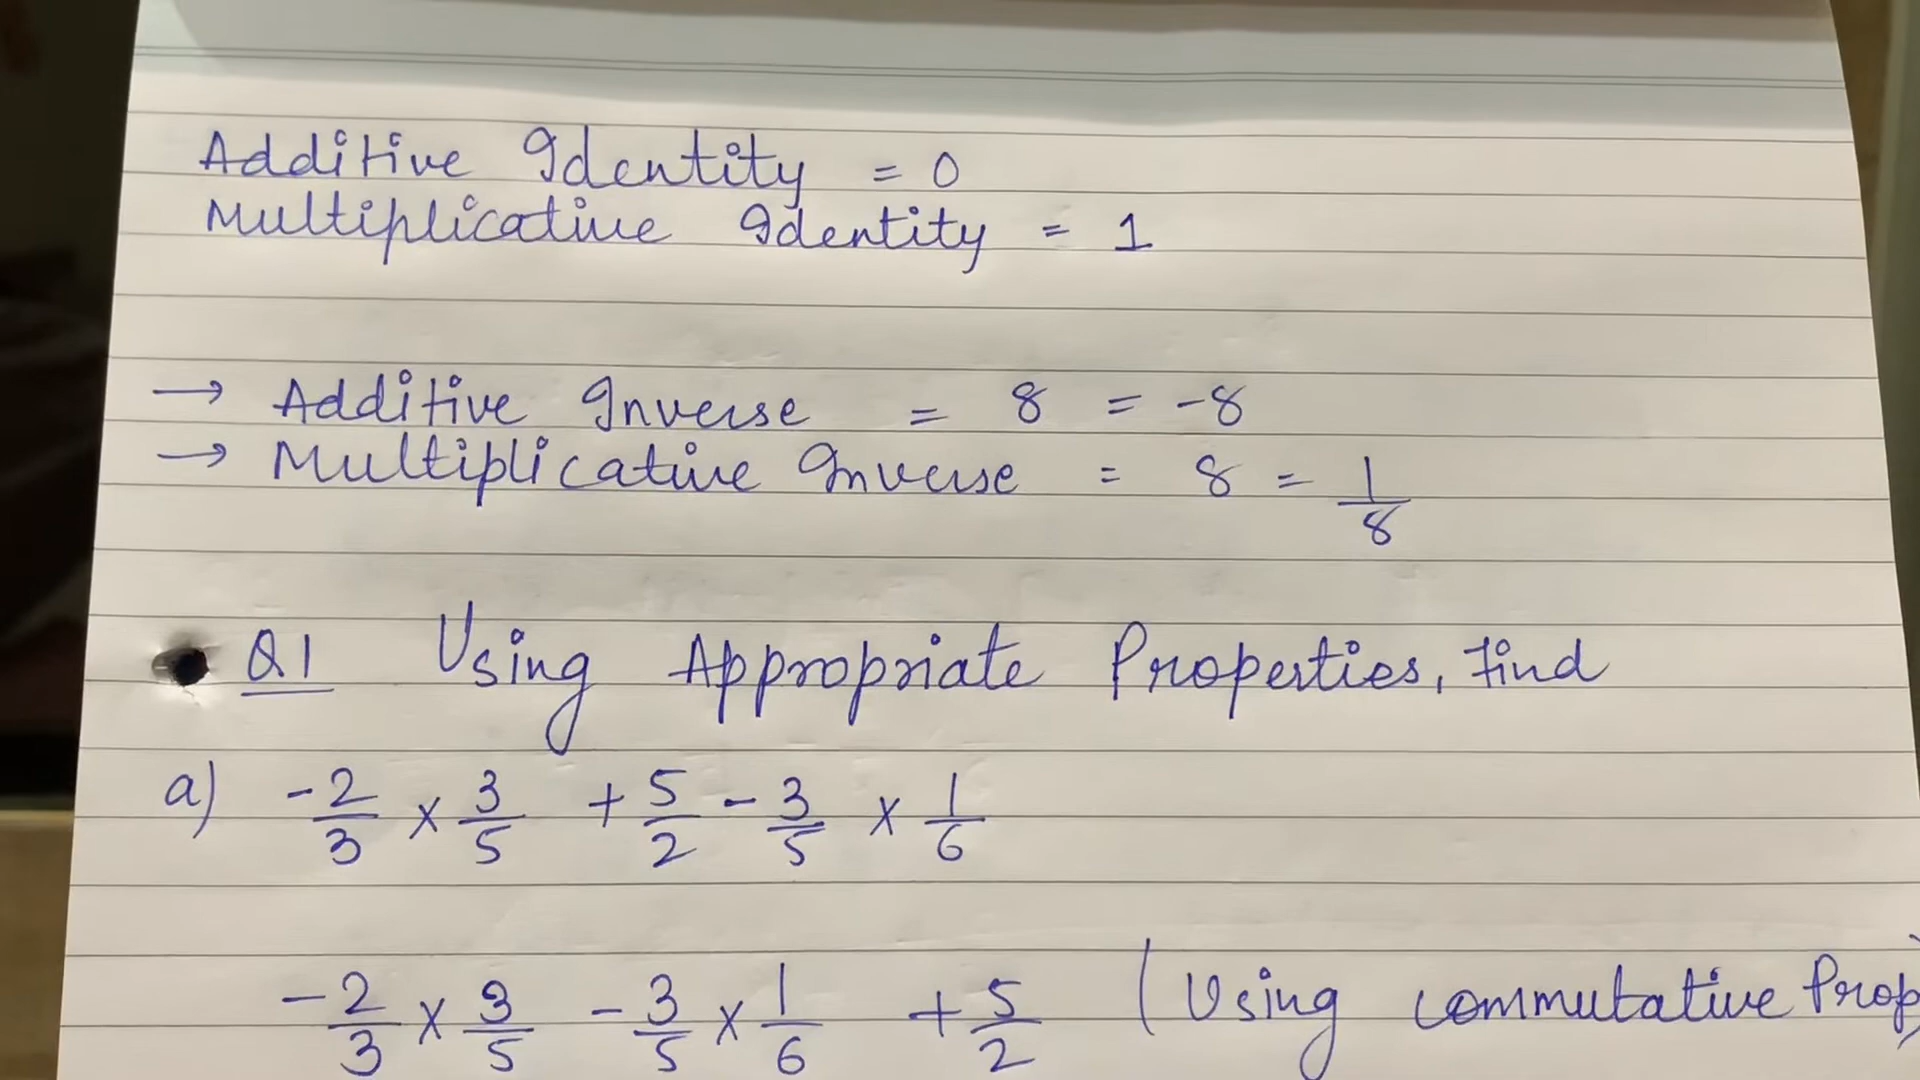 Additive Identity = 0
Multiplicative Identity = 1
→ Additive Inverse = 8 = -8
→ Multiplicative Inverse = 8 = 1/8
Q1 Using Appropriate Properties, find
a) -2/3 × 3/5 + 5/2 - 3/5 × 1/6
-2/3 × 3/5 - 3/5 × 1/6 + 5/2 (Using commutative Prop